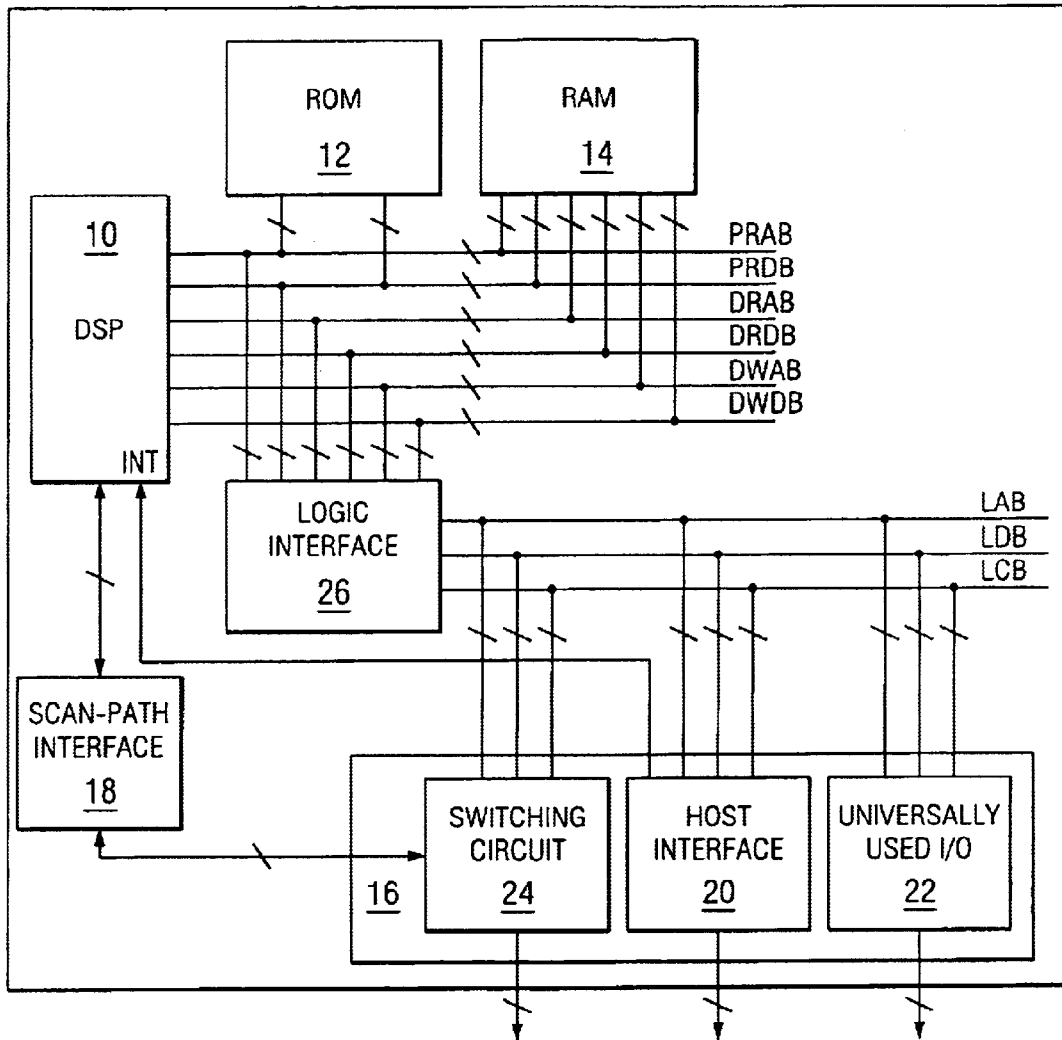 ROM
12
RAM
14
10
DSP
INT
PRAB
PRDB
DRAB
DRDB
DWAB
DWDB
LOGIC
INTERFACE
26
LAB
LDB
LCB
SCAN-PATH
INTERFACE
18
16
SWITCHING
CIRCUIT
24
HOST
INTERFACE
20
UNIVERSALLY
USED I/O
22